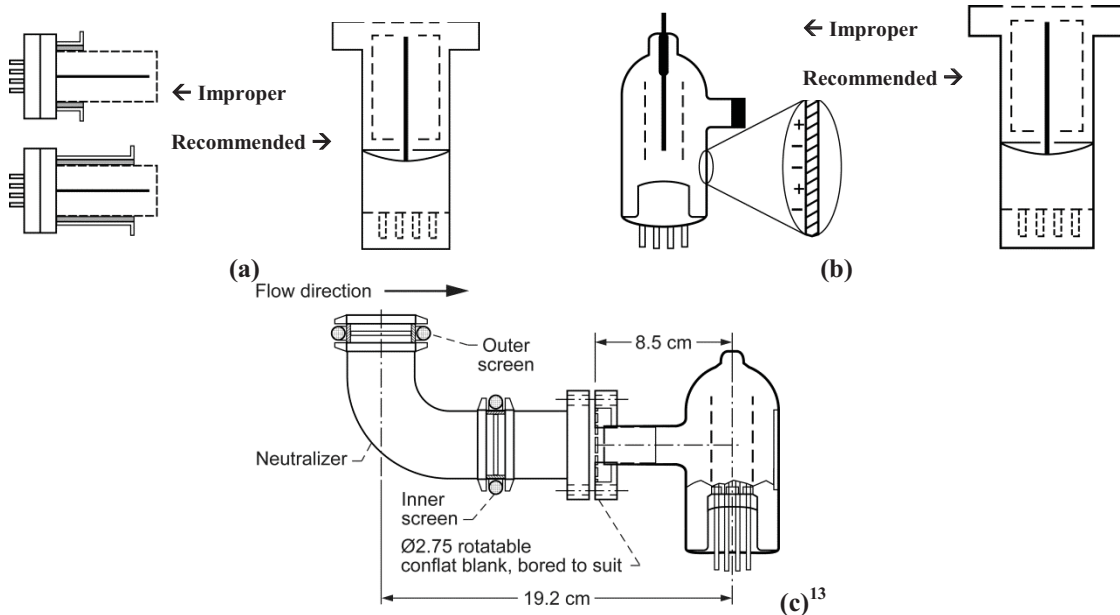 ← Improper
Recommended →
← Improper
Recommended →
+
−
−
+
−
(a)
(b)
Flow direction
Outer
screen
8.5 cm
Neutralizer
Inner
screen
Ø2.75 rotatable
conflat blank, bored to suit
19.2 cm
(c)¹³